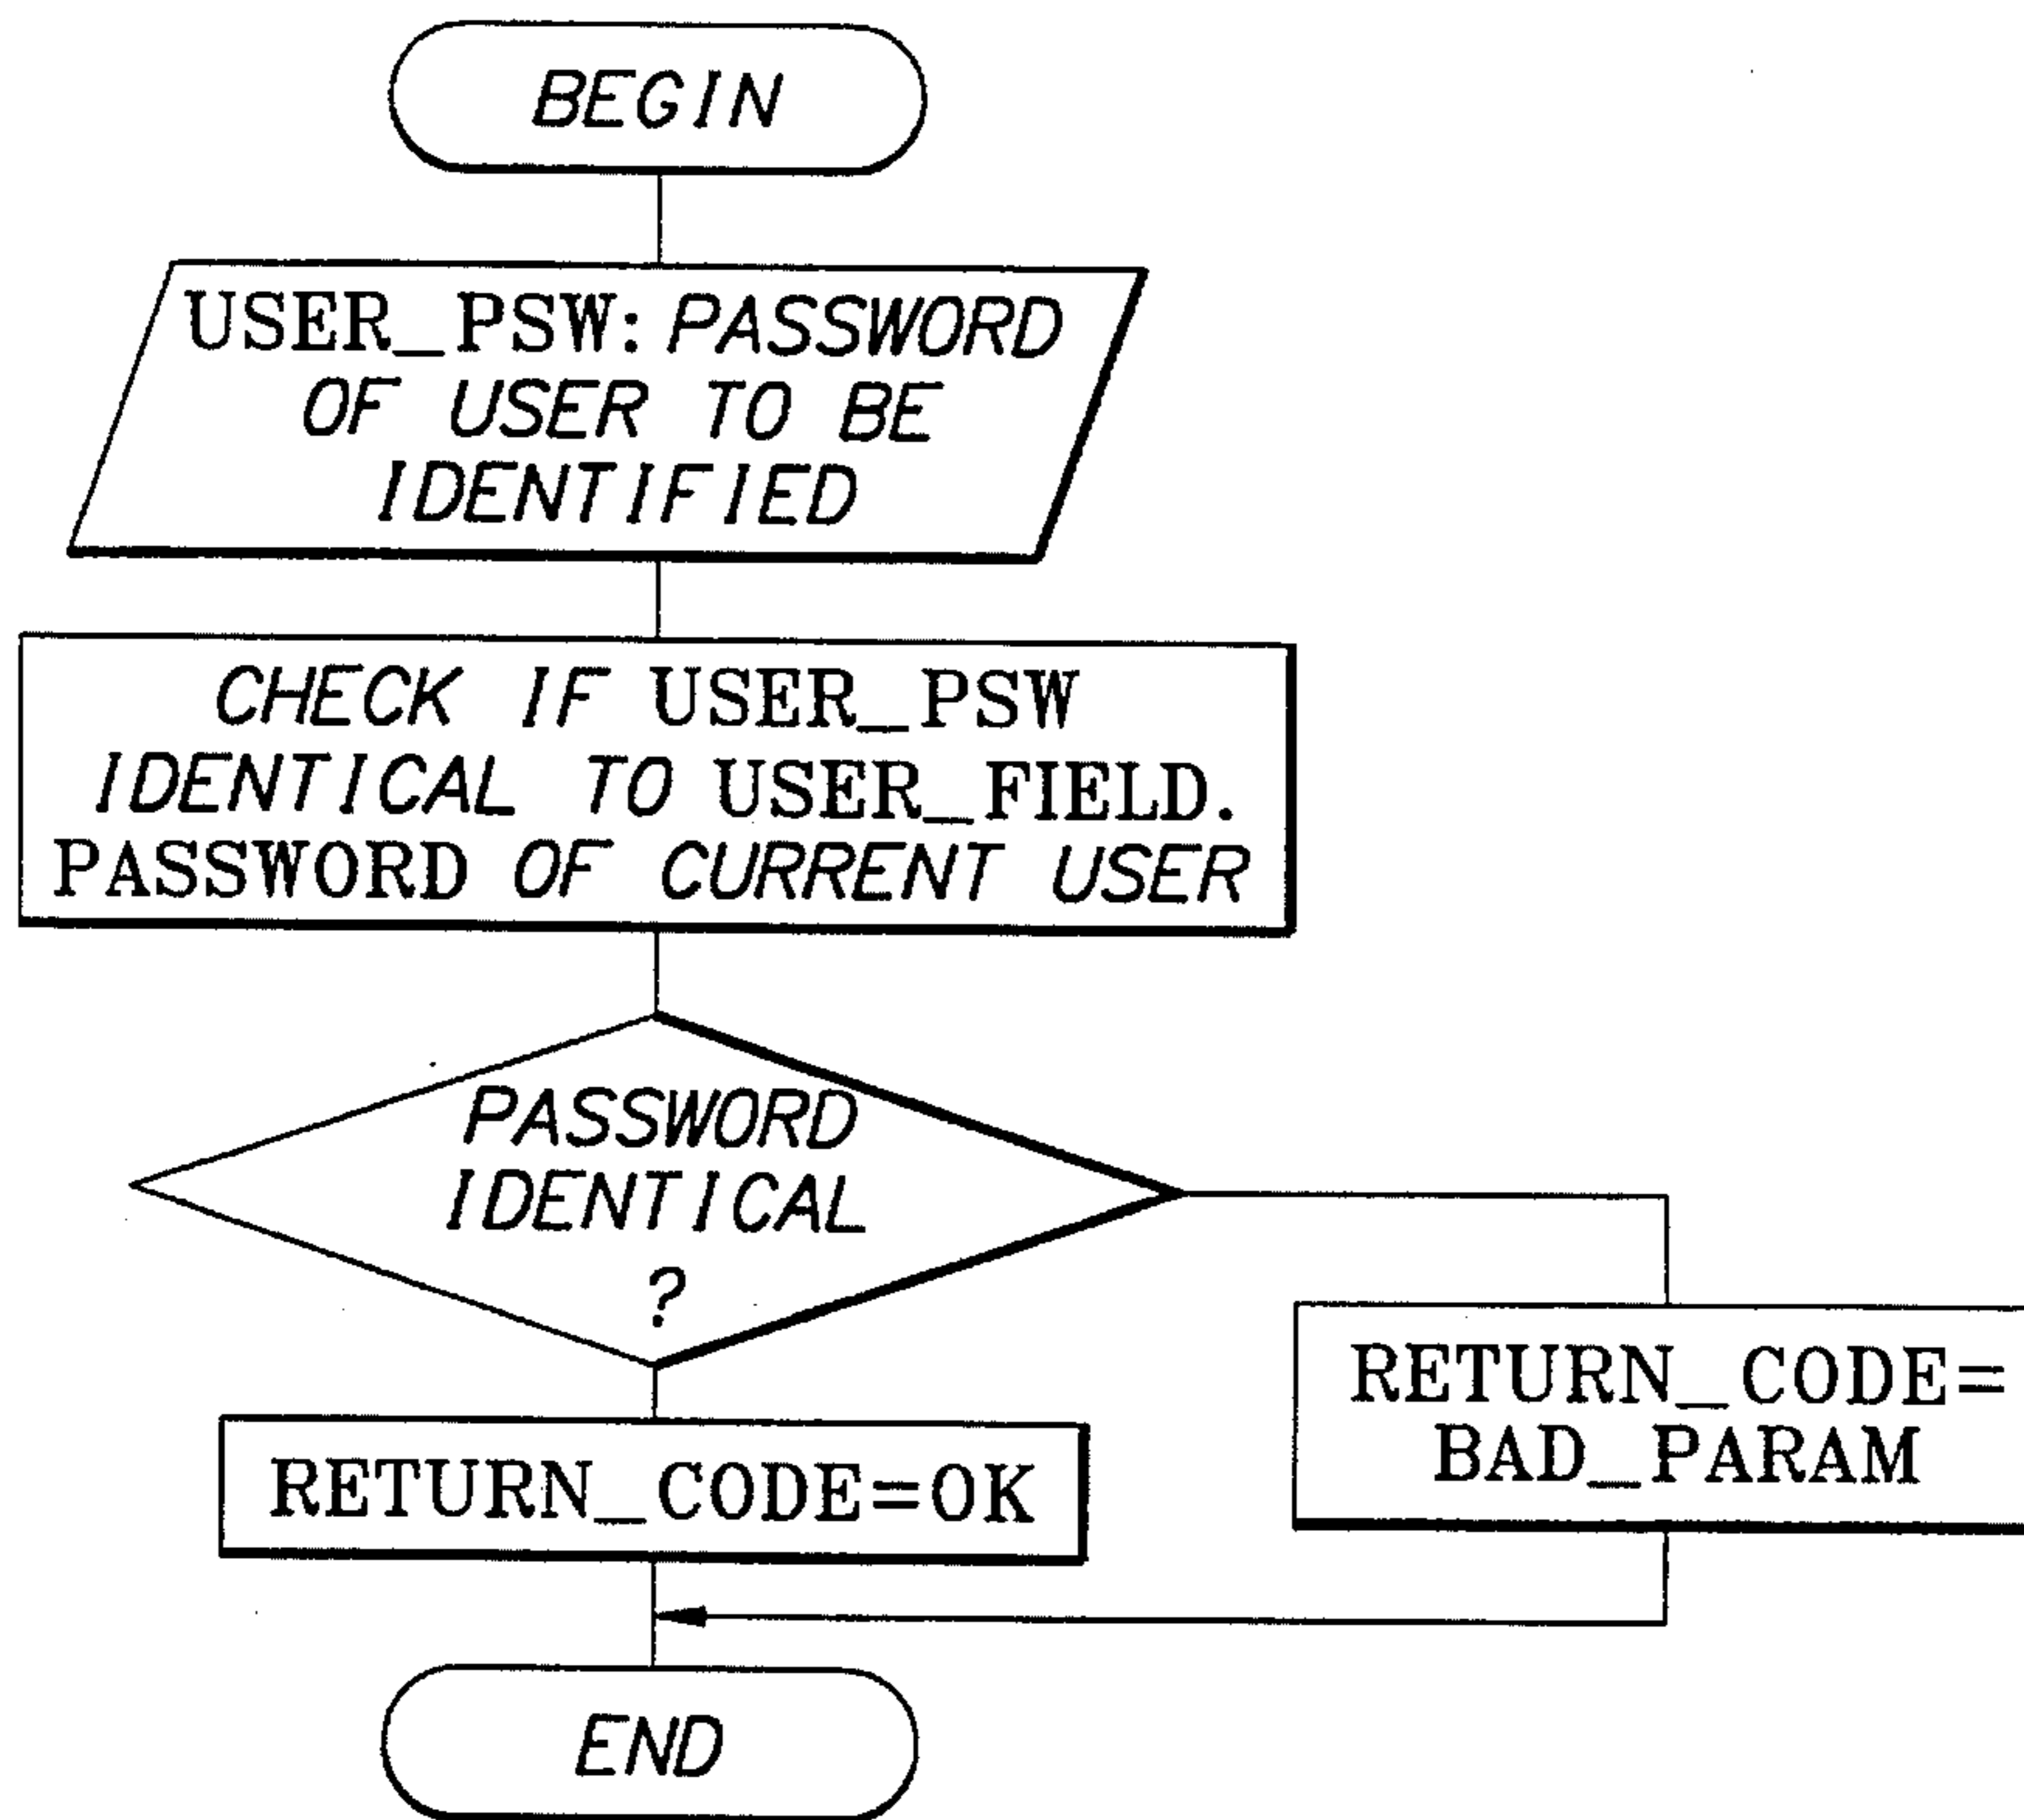 BEGIN
USER_PSW: PASSWORD
OF USER TO BE
IDENTIFIED
CHECK IF USER_PSW
IDENTICAL TO USER_FIELD.
PASSWORD OF CURRENT USER
PASSWORD
IDENTICAL
?
RETURN_CODE=
BAD_PARAM
RETURN_CODE=OK
END